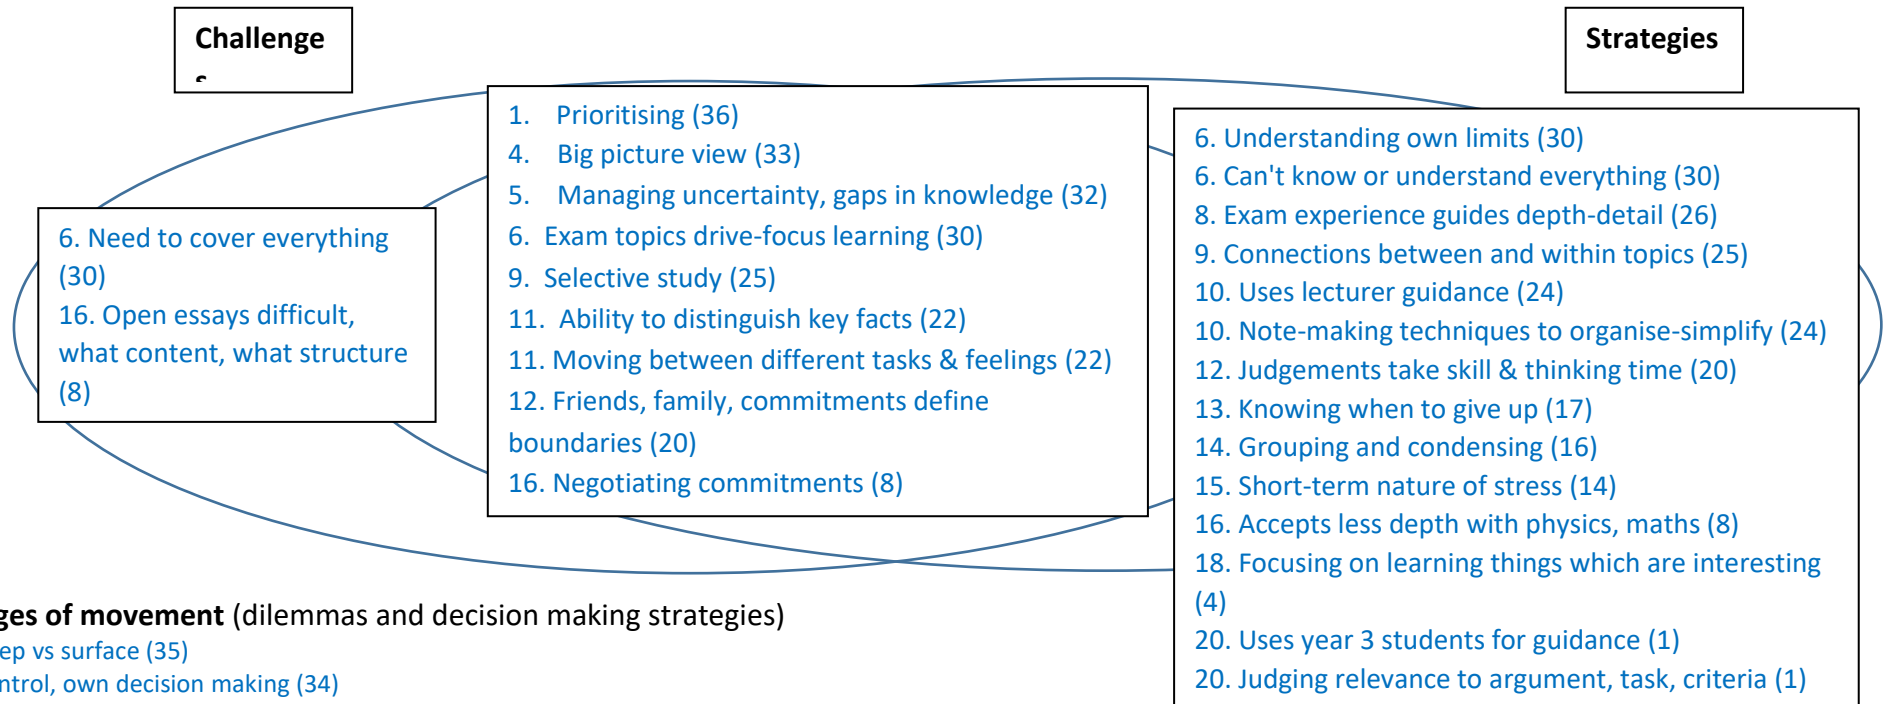 Challenge
Strategies
6. Need to cover everything
(30)
16. Open essays difficult,
what content, what structure
(8)
1. Prioritising (36)
4. Big picture view (33)
5. Managing uncertainty, gaps in knowledge (32)
6. Exam topics drive-focus learning (30)
9. Selective study (25)
11. Ability to distinguish key facts (22)
11. Moving between different tasks & feelings (22)
12. Friends, family, commitments define
boundaries (20)
16. Negotiating commitments (8)
6. Understanding own limits (30)
6. Can't know or understand everything (30)
8. Exam experience guides depth-detail (26)
9. Connections between and within topics (25)
10. Uses lecturer guidance (24)
10. Note-making techniques to organise-simplify (24)
12. Judgements take skill & thinking time (20)
13. Knowing when to give up (17)
14. Grouping and condensing (16)
15. Short-term nature of stress (14)
16. Accepts less depth with physics, maths (8)
18. Focusing on learning things which are interesting
(4)
20. Uses year 3 students for guidance (1)
20. Judging relevance to argument, task, criteria (1)
ges of movement (dilemmas and decision making strategies)
ep vs surface (35)
ntrol, own decision making (34)